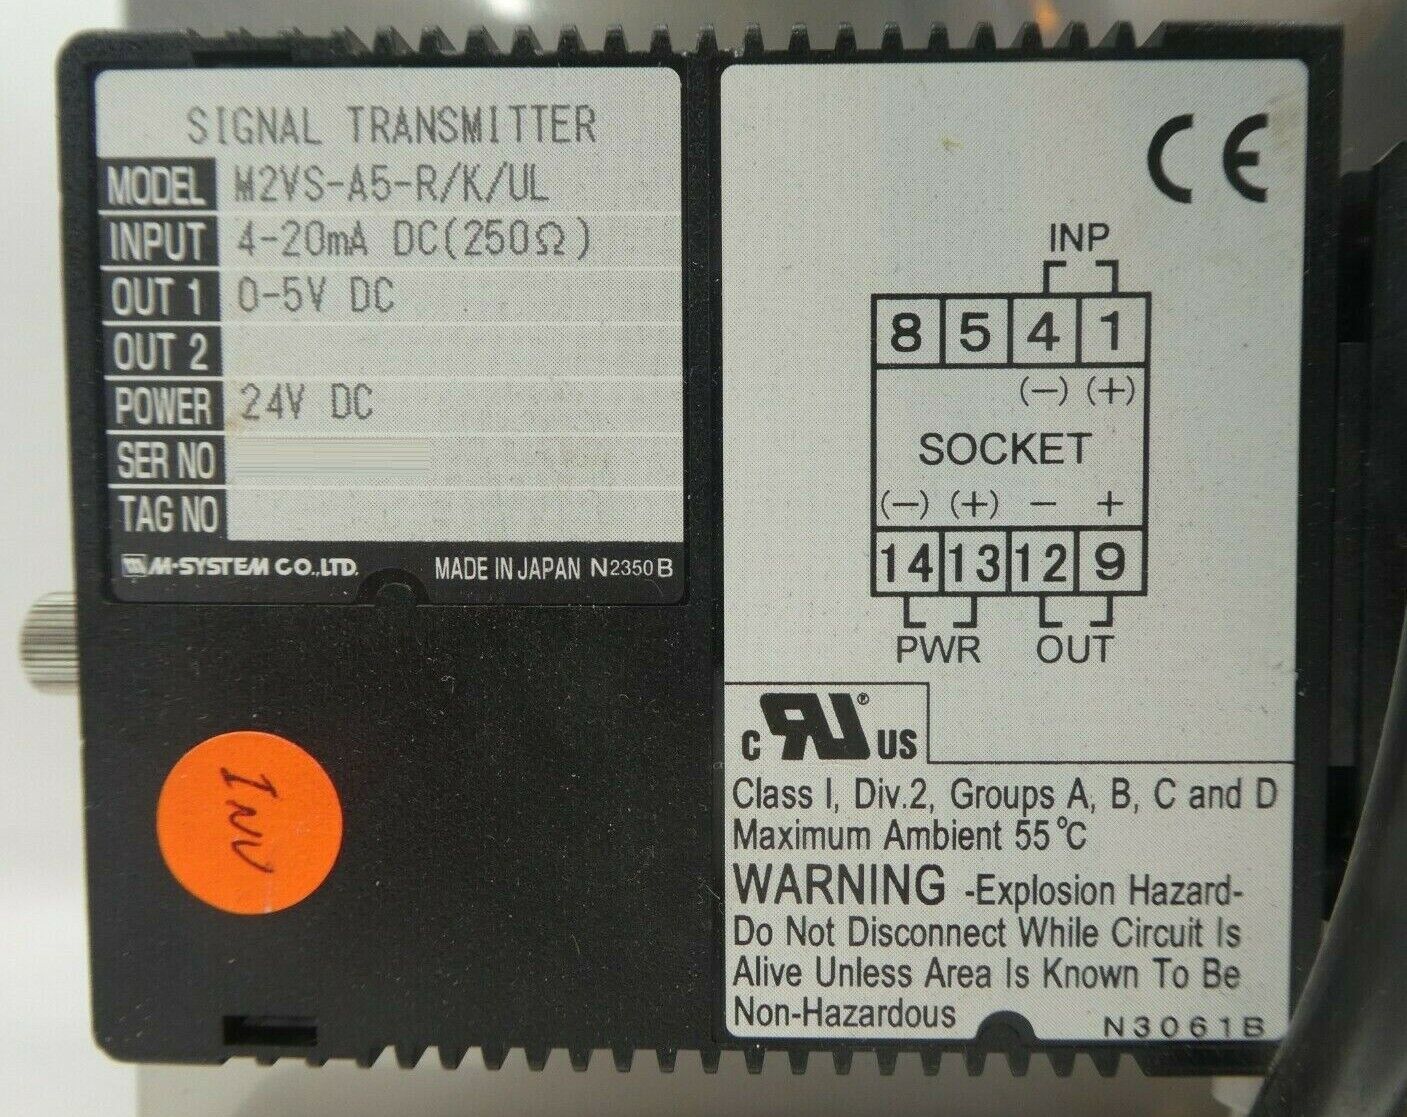 SIGNAL TRANSMITTER
MODEL M2VS-A5-R/K/UL
INPUT 4-20mA DC(250Ω)
OUT 1 0-5V DC
OUT 2
POWER 24V DC
SER NO
TAG NO
M-SYSTEM CO.,LTD. MADE IN JAPAN N2350B
INV
CE
INP
8 5 4 1
(-) (+)
SOCKET
(-) (+) - +
14 13 12 9
PWR OUT
c RU ® US
Class I, Div.2, Groups A, B, C and D
Maximum Ambient 55°C
WARNING -Explosion Hazard-
Do Not Disconnect While Circuit Is
Alive Unless Area Is Known To Be
Non-Hazardous
N3061B